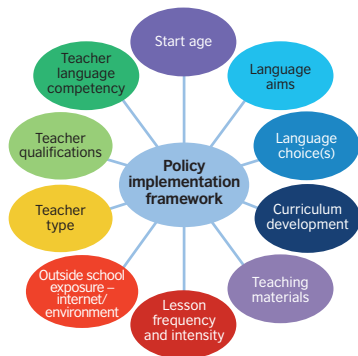 Start age
Language
aims
Language
choice(s)
Curriculum
development
Teaching
materials
Lesson
frequency
and intensity
Outside school
exposure –
internet/
environment
Teacher
type
Teacher
qualifications
Teacher
language
competency
Policy
implementation
framework